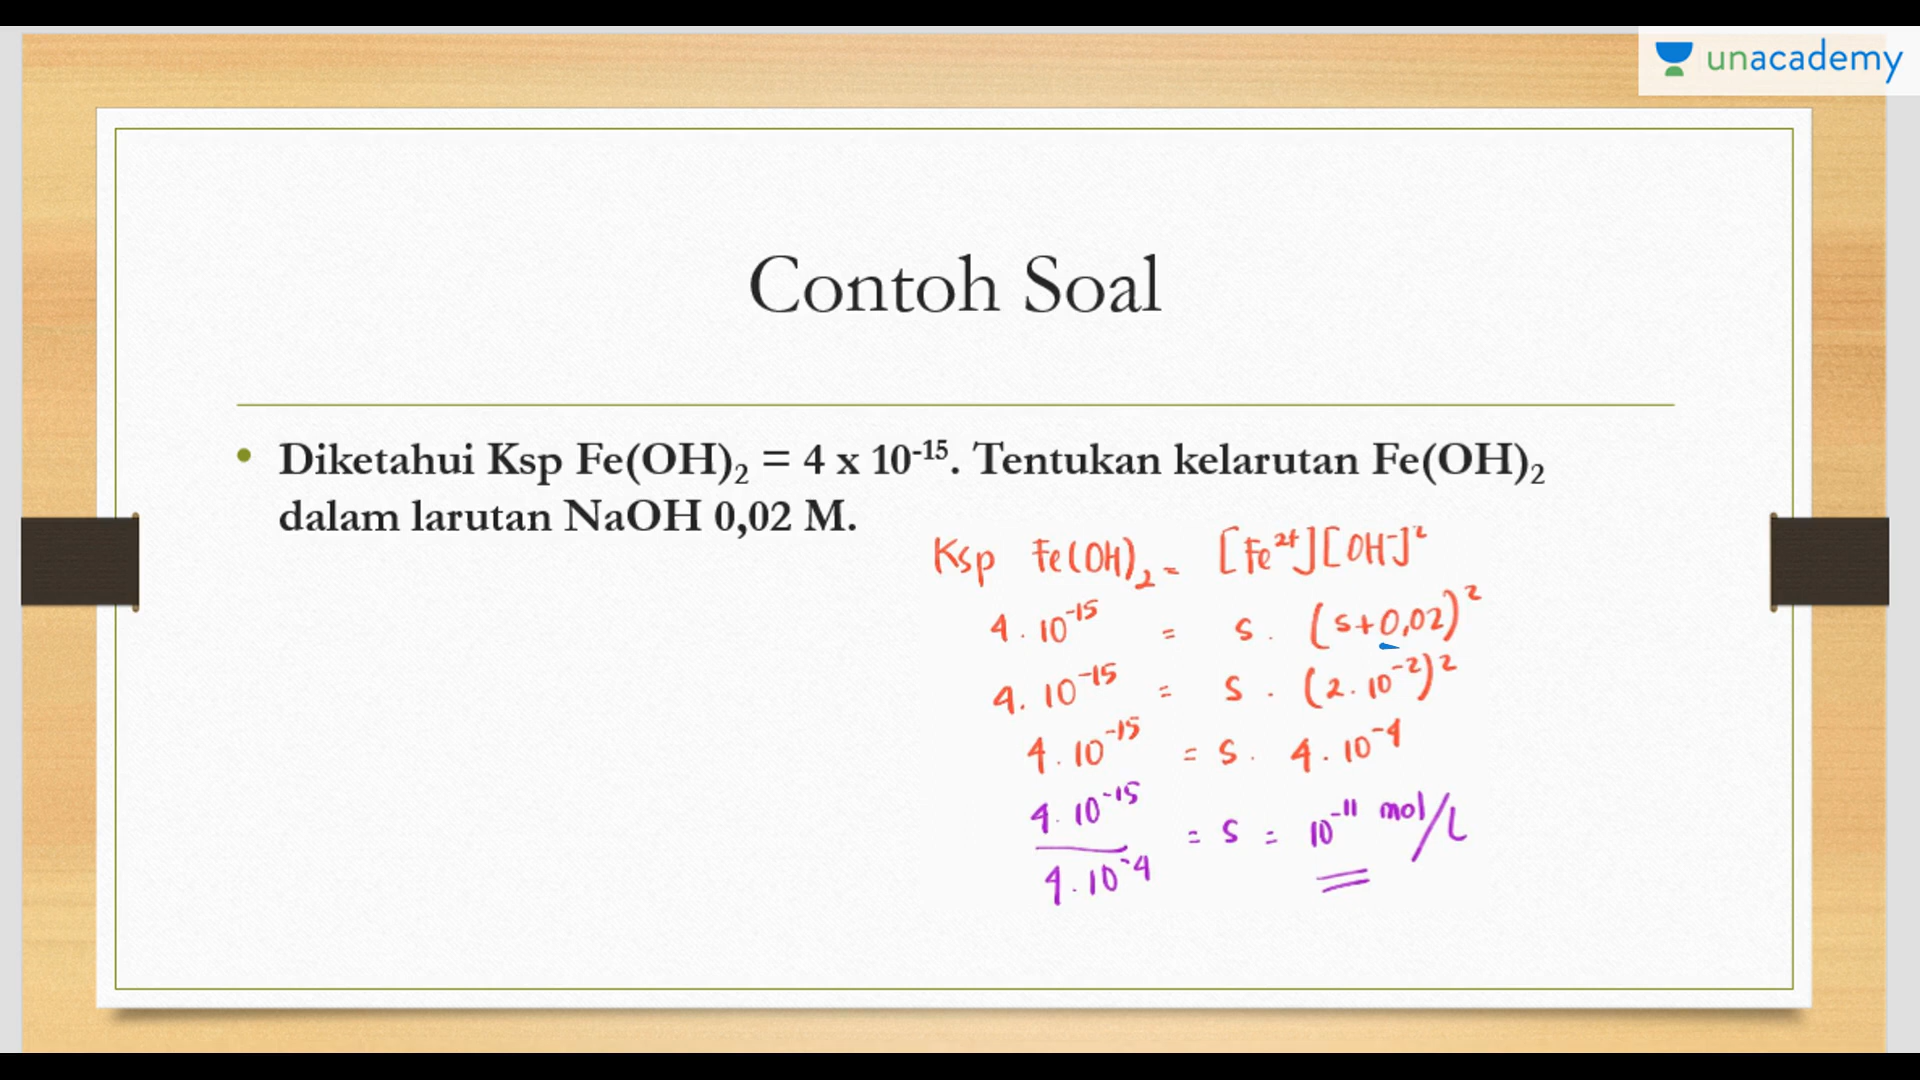 unacademy
Contoh Soal
• Diketahui Ksp Fe(OH)₂ = 4 x 10⁻¹⁵. Tentukan kelarutan Fe(OH)₂
dalam larutan NaOH 0,02 M.
Ksp Fe(OH)₂ = [Fe²⁺][OH⁻]²
4 . 10⁻¹⁵ = s . (s+0,02)²
4 . 10⁻¹⁵ = s . (2 . 10⁻²)²
4 . 10⁻¹⁵ = s . 4 . 10⁻⁴
4 . 10⁻¹⁵
= s = 10⁻¹¹ mol/L
4 . 10⁻⁴